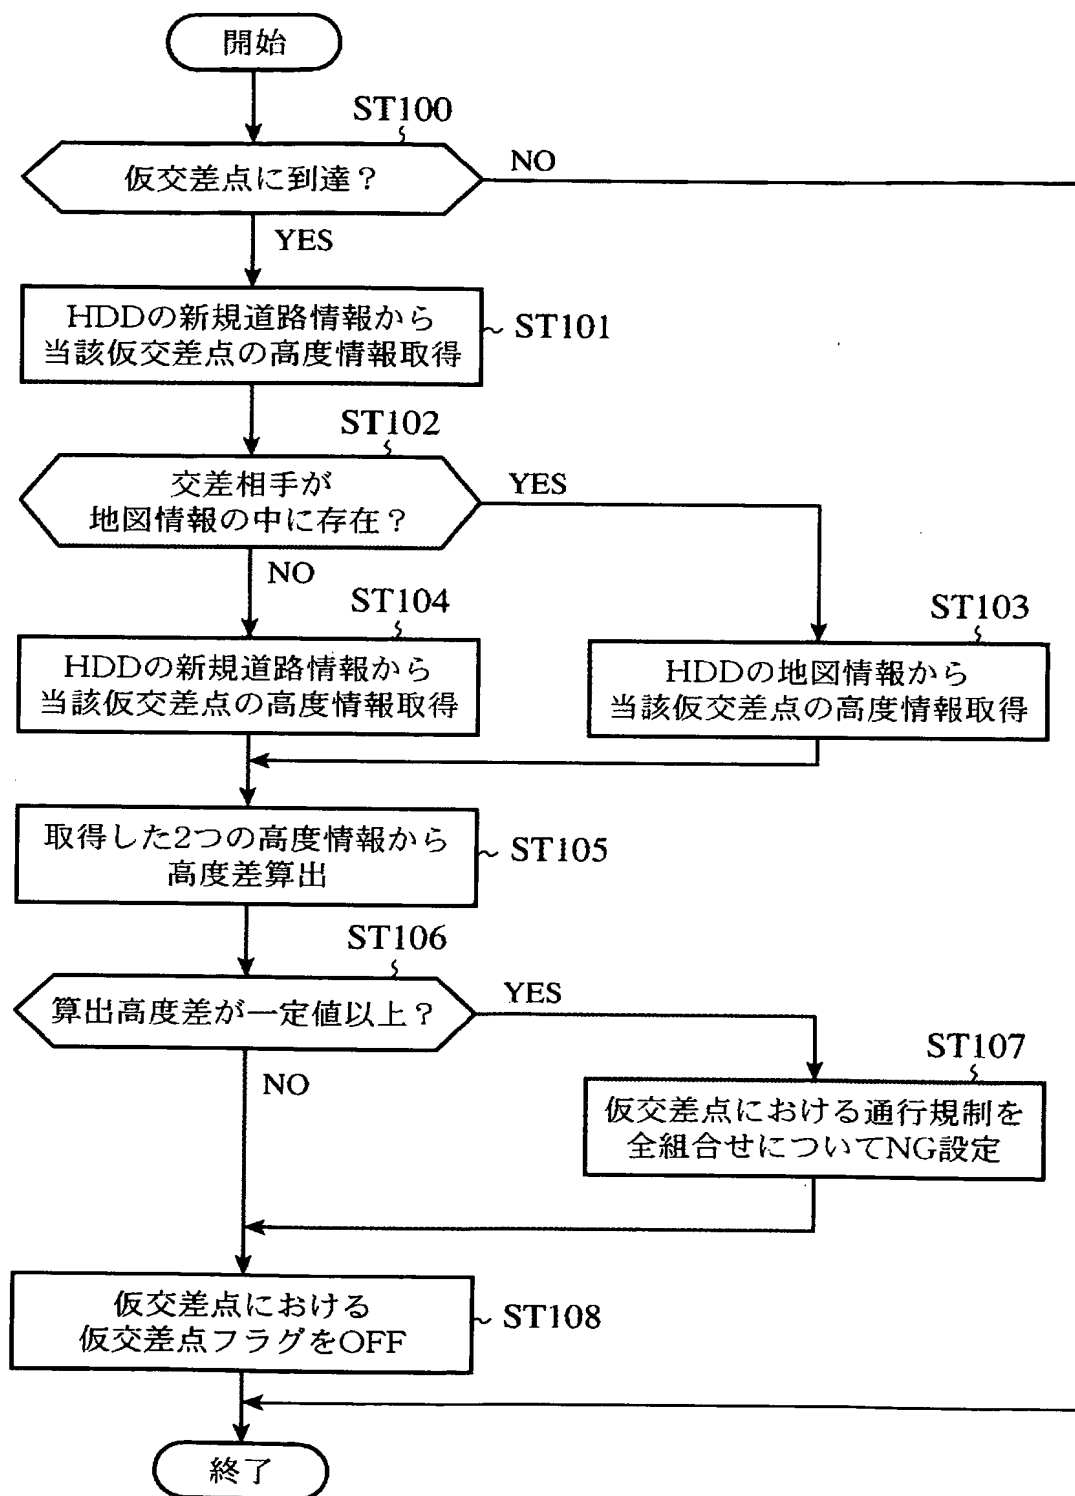 開始
ST100
仮交差点に到達？
NO
YES
HDDの新規道路情報から
当該仮交差点の高度情報取得
ST101
ST102
交差相手が
地図情報の中に存在？
YES
NO
ST104
ST103
HDDの新規道路情報から
当該仮交差点の高度情報取得
HDDの地図情報から
当該仮交差点の高度情報取得
取得した2つの高度情報から
高度差算出
ST105
ST106
算出高度差が一定値以上？
YES
NO
ST107
仮交差点における通行規制を
全組合せについてNG設定
仮交差点における
仮交差点フラグをOFF
ST108
終了